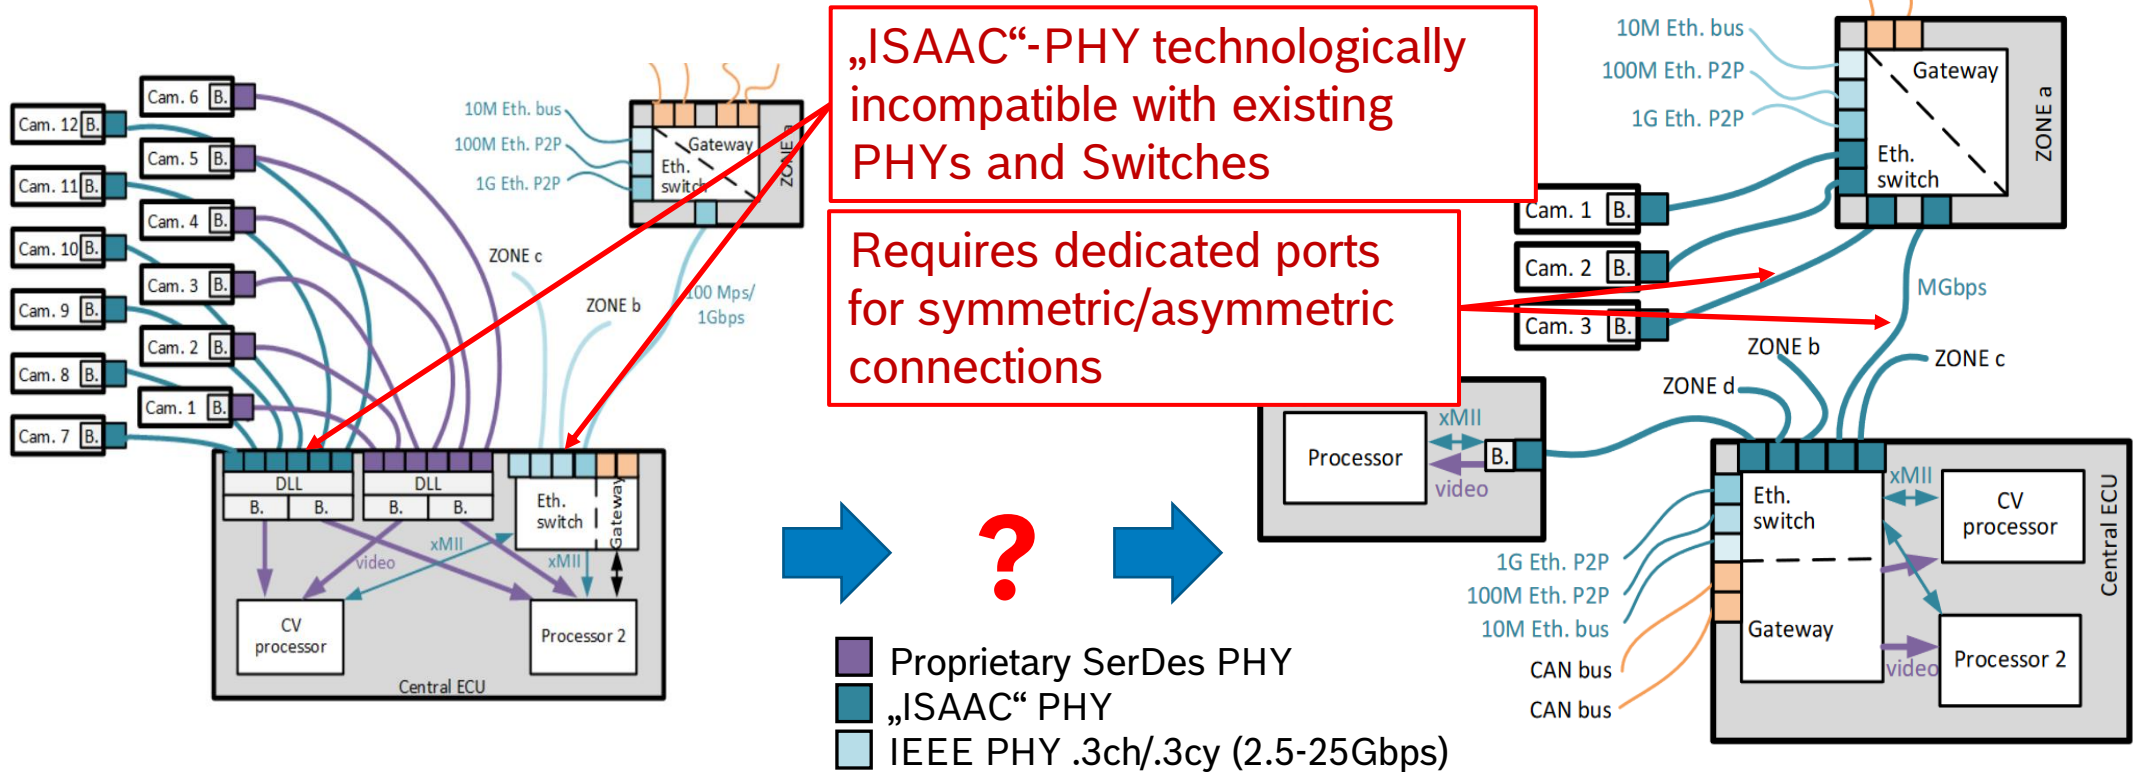 „ISAAC“-PHY technologically
incompatible with existing
PHYs and Switches
Requires dedicated ports
for symmetric/asymmetric
connections
Cam. 6 B.
Cam. 12 B.
Cam. 5 B.
Cam. 11 B.
Cam. 4 B.
Cam. 10 B.
Cam. 3 B.
Cam. 9 B.
Cam. 2 B.
Cam. 8 B.
Cam. 1 B.
Cam. 7 B.
10M Eth. bus
100M Eth. P2P
1G Eth. P2P
Gateway
Eth.
switch
ZONE a
ZONE c
ZONE b
100 Mps/
1Gbps
DLL
B. B.
DLL
B. B.
Eth.
switch
Gateway
xMII
video
xMII
CV
processor
Processor 2
Central ECU
?
Proprietary SerDes PHY
„ISAAC“ PHY
IEEE PHY .3ch/.3cy (2.5-25Gbps)
10M Eth. bus
100M Eth. P2P
1G Eth. P2P
Gateway
Eth.
switch
ZONE a
Cam. 1 B.
Cam. 2 B.
Cam. 3 B.
MGbps
ZONE b
ZONE c
ZONE d
Processor
xMII
B.
video
Eth.
switch
Gateway
xMII
CV
processor
Central ECU
video
Processor 2
1G Eth. P2P
100M Eth. P2P
10M Eth. bus
CAN bus
CAN bus